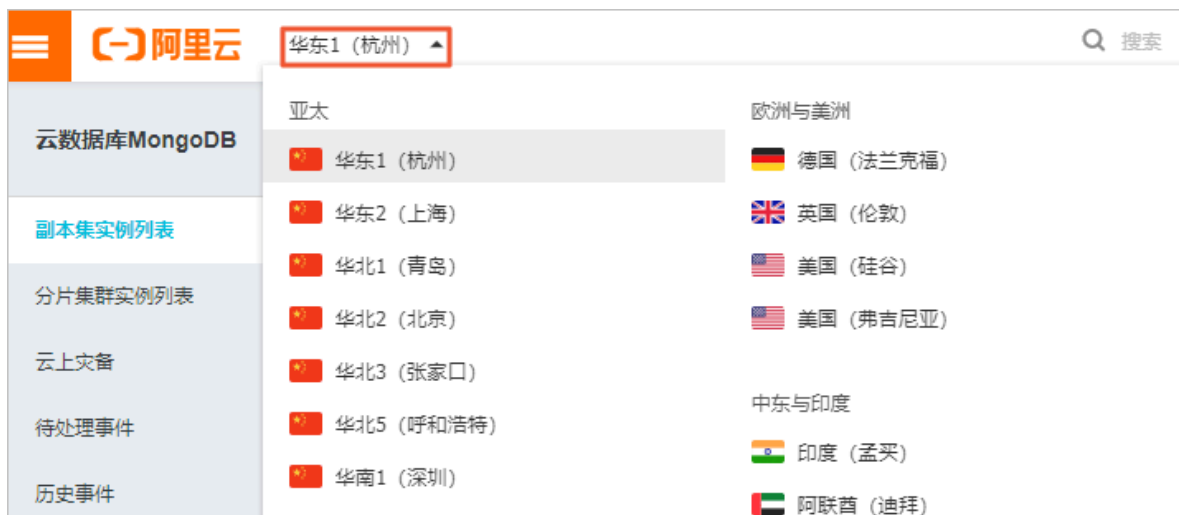 阿里云
华东1（杭州）
搜索
云数据库MongoDB
副本集实例列表
分片集群实例列表
云上灾备
待处理事件
历史事件
亚太
华东1（杭州）
华东2（上海）
华北1（青岛）
华北2（北京）
华北3（张家口）
华北5（呼和浩特）
华南1（深圳）
欧洲与美洲
德国（法兰克福）
英国（伦敦）
美国（硅谷）
美国（弗吉尼亚）
中东与印度
印度（孟买）
阿联酋（迪拜）